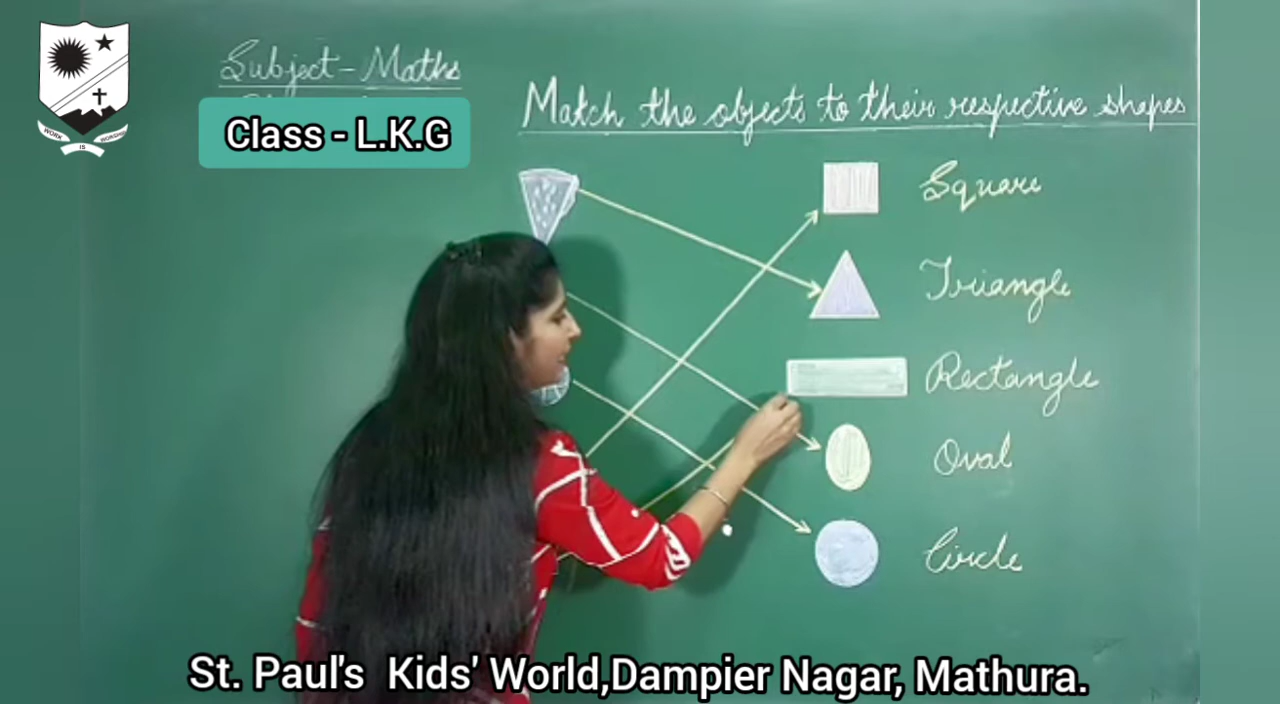 WORK IS WORSHIP
Subject - Maths
Class - L.K.G
Match the objects to their respective shapes
Square
Triangle
Rectangle
Oval
Circle
St. Paul's Kids' World,Dampier Nagar, Mathura.